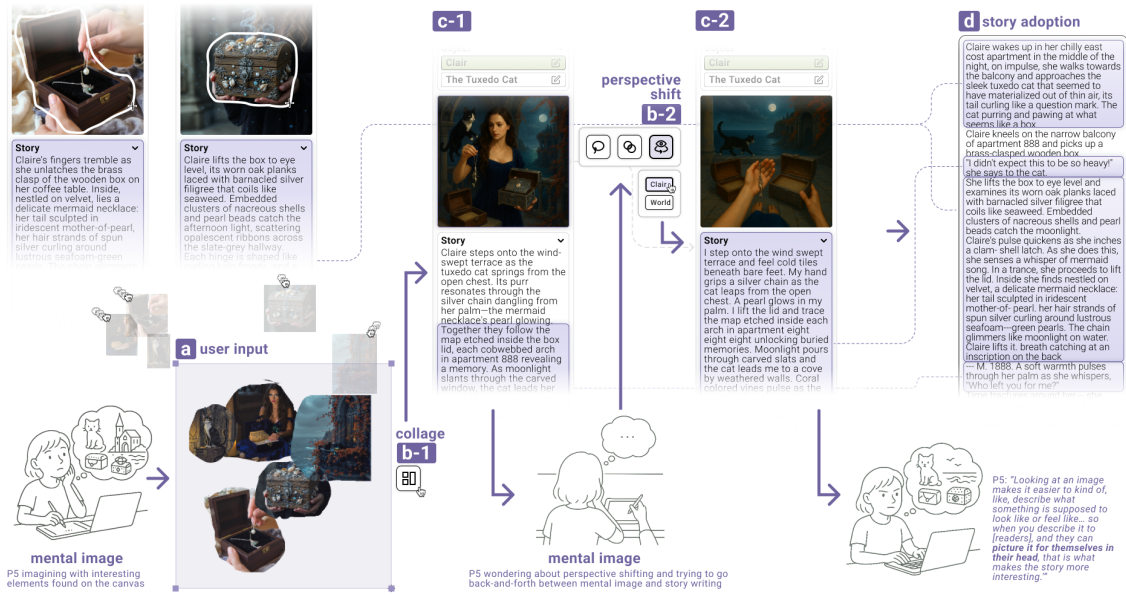 Story
Claire's fingers tremble as
she unlatches the brass
clasp of the wooden box on
her coffee table. Inside,
nestled on velvet, lies a
delicate mermaid necklace:
her tail sculpted in
iridescent mother-of-pearl,
her hair strands of spun
silver curling around
lustrous seafoam-green
Story
Claire lifts the box to eye
level, its worn oak planks
laced with barnacled silver
filigree that coils like
seaweed. Embedded
clusters of nacreous shells
and pearl beads catch the
afternoon light, scattering
opalescent ribbons across
the slate-grey hallway.
Each hinge is shaped like
a user input
mental image
P5 imagining with interesting
elements found on the canvas
collage
b-1
c-1
Clair
The Tuxedo Cat
Story
Claire steps onto the wind-
swept terrace as the
tuxedo cat springs from the
open chest. Its purr
resonates through the
silver chain dangling from
her palm—the mermaid
necklace's pearl glowing.
Together they follow the
map etched inside the box
lid, each cobwebbed arch
in apartment 888 revealing
a memory. As moonlight
slants through the carved
window, the cat leads her
perspective
shift
b-2
Clair
World
mental image
P5 wondering about perspective shifting and trying to go
back-and-forth between mental image and story writing
c-2
Clair
The Tuxedo Cat
Story
I step onto the wind swept
terrace and feel cold tiles
beneath bare feet. My hand
grips a silver chain as the
cat leaps from the open
chest. A pearl glows in my
palm. I lift the lid and trace
the map etched inside each
arch in apartment eight
eight eight unlocking buried
memories. Moonlight pours
through carved slats and
the cat leads me to a cove
by weathered walls. Coral
colored vines pulse as the
d story adoption
Claire wakes up in her chilly east
cost apartment in the middle of the
night, on impulse, she walks towards
the balcony and approaches the
sleek tuxedo cat that seemed to
have materialized out of thin air, its
tail curling like a question mark. The
cat purring and pawing at what
seems like a box.
Claire kneels on the narrow balcony
of apartment 888 and picks up a
brass-clasped wooden box.
"I didn't expect this to be so heavy!"
she says to the cat.
She lifts the box to eye level and
examines its worn oak planks laced
with barnacled silver filigree that
coils like seaweed. Embedded
clusters of nacreous shells and pearl
beads catch the moonlight.
Claire's pulse quickens as she inches
a clam- shell latch. As she does this,
she senses a whisper of mermaid
song. In a trance, she proceeds to lift
the lid. Inside she finds nestled on
velvet, a delicate mermaid necklace:
her tail sculpted in iridescent
mother-of- pearl. her hair strands of
spun silver curling around lustrous
seafoam---green pearls. The chain
glimmers like moonlight on water.
Claire lifts it. breath catching at an
inscription on the back
--- M. 1888. A soft warmth pulses
through her palm as she whispers,
"Who left you for me?"
P5: "Looking at an image
makes it easier to kind of,
like, describe what
something is supposed to
look like or feel like... so
when you describe it to
[readers], and they can
picture it for themselves in
their head, that is what
makes the story more
interesting.'"